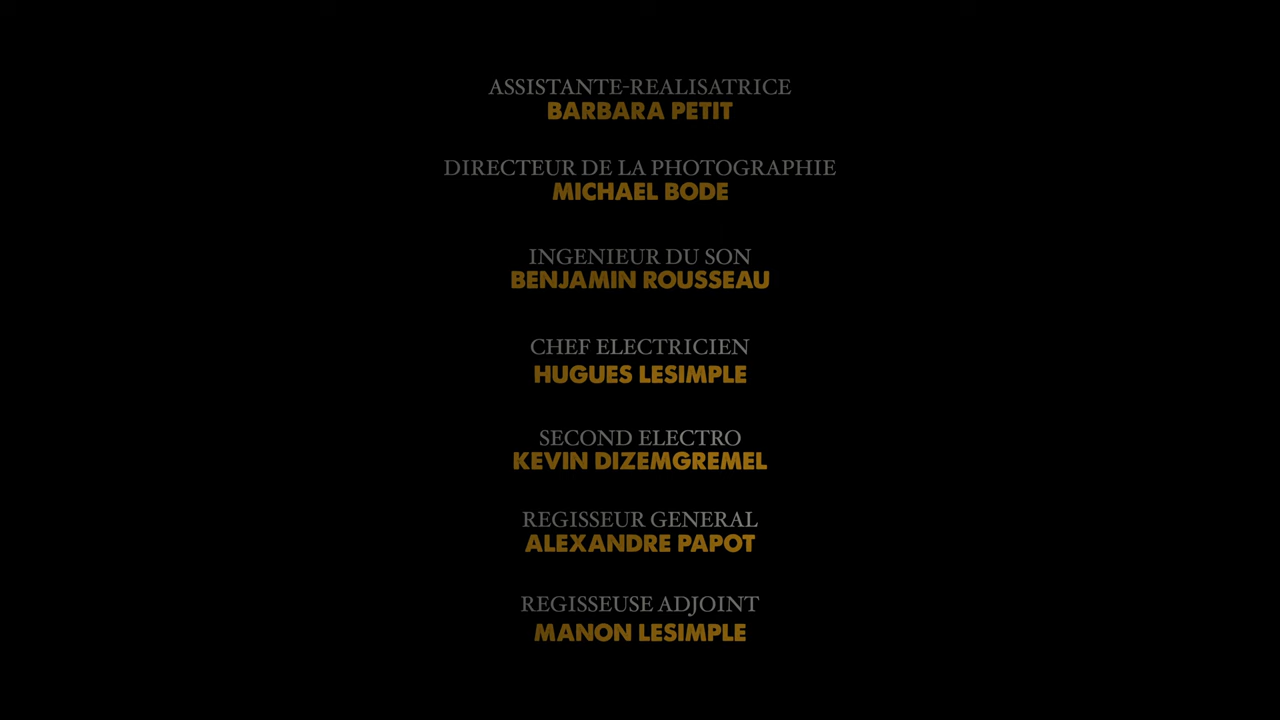 ASSISTANTE-REALISATRICE
BARBARA PETIT
DIRECTEUR DE LA PHOTOGRAPHIE
MICHAEL BODE
INGENIEUR DU SON
BENJAMIN ROUSSEAU
CHEF ELECTRICIEN
HUGUES LESIMPLE
SECOND ELECTRO
KEVIN DIZEMGREMEL
REGISSEUR GENERAL
ALEXANDRE PAPOT
REGISSEUSE ADJOINT
MANON LESIMPLE